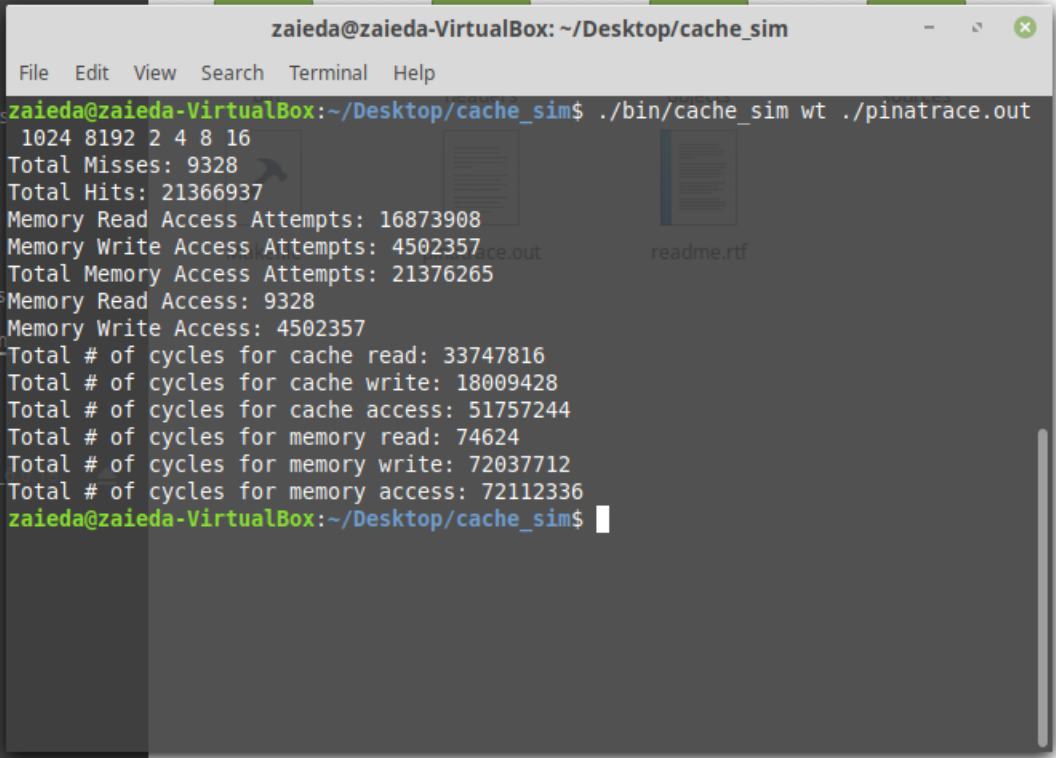 zaieda@zaieda-VirtualBox: ~/Desktop/cache_sim
File Edit View Search Terminal Help
zaieda@zaieda-VirtualBox:~/Desktop/cache_sim$ ./bin/cache_sim wt ./pinatrace.out
1024 8192 2 4 8 16
Total Misses: 9328
Total Hits: 21366937
Memory Read Access Attempts: 16873908
Memory Write Access Attempts: 4502357
Total Memory Access Attempts: 21376265
Memory Read Access: 9328
Memory Write Access: 4502357
Total # of cycles for cache read: 33747816
Total # of cycles for cache write: 18009428
Total # of cycles for cache access: 51757244
Total # of cycles for memory read: 74624
Total # of cycles for memory write: 72037712
Total # of cycles for memory access: 72112336
zaieda@zaieda-VirtualBox:~/Desktop/cache_sim$
readme.rtf